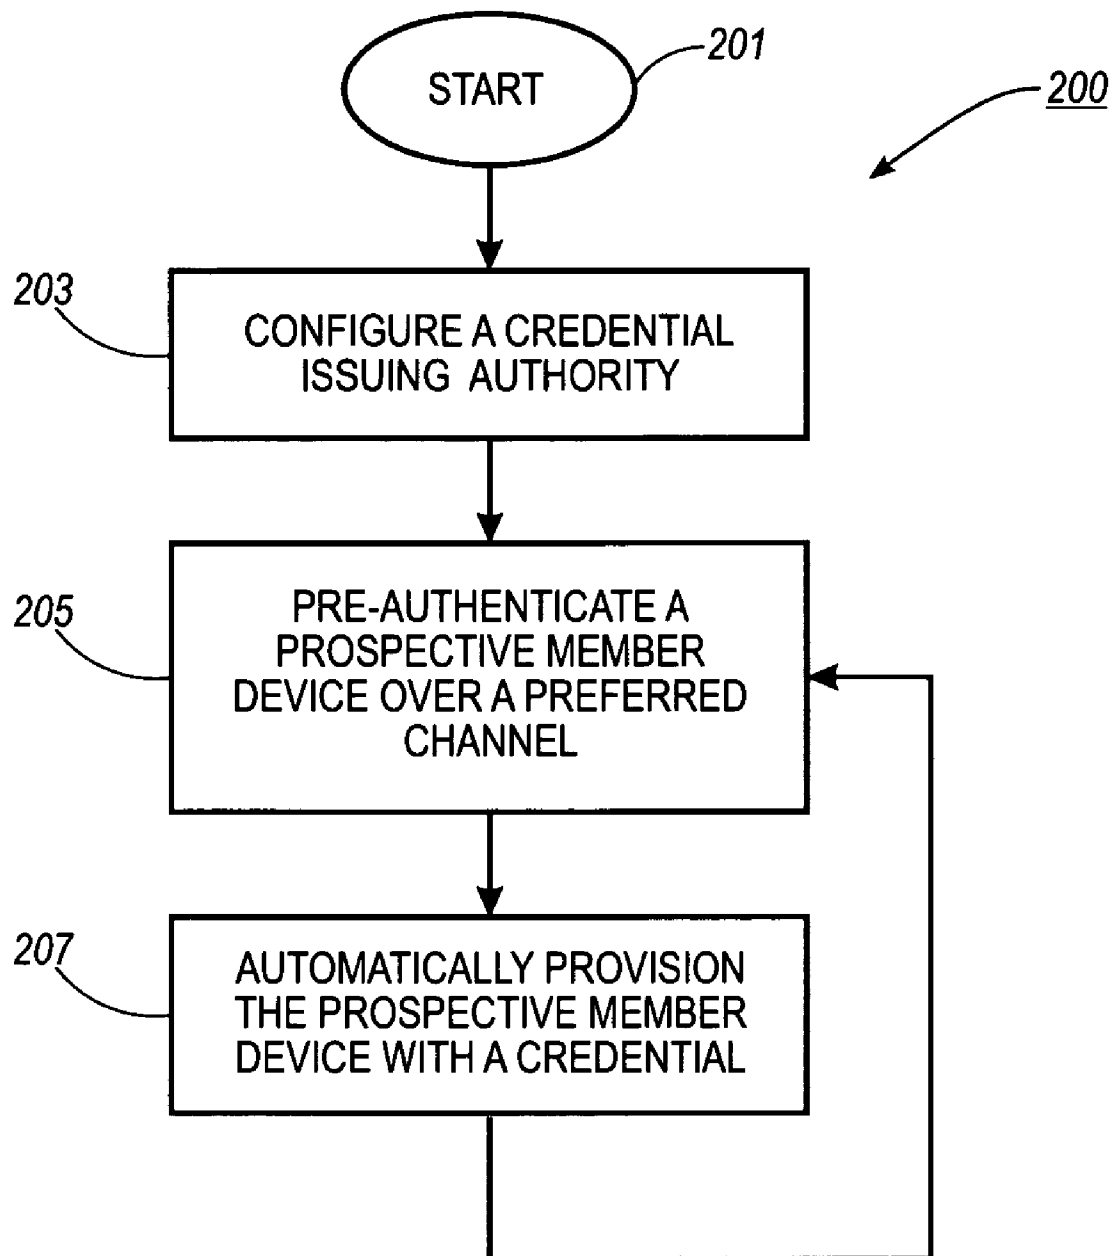 START
201
200
203
CONFIGURE A CREDENTIAL
ISSUING AUTHORITY
205
PRE-AUTHENTICATE A
PROSPECTIVE MEMBER
DEVICE OVER A PREFERRED
CHANNEL
207
AUTOMATICALLY PROVISION
THE PROSPECTIVE MEMBER
DEVICE WITH A CREDENTIAL